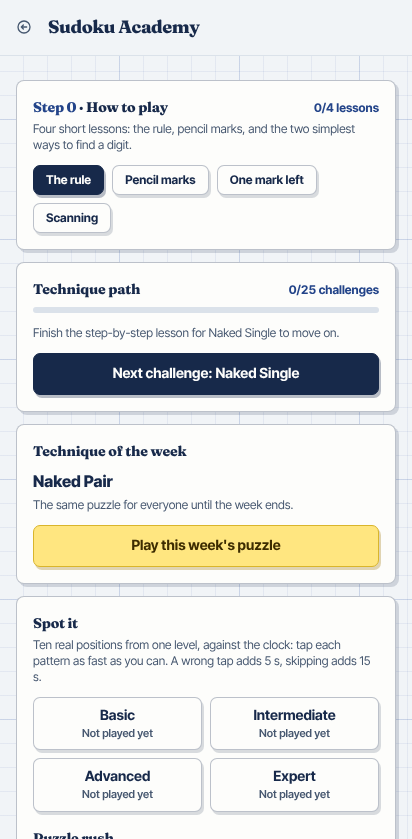 Sudoku Academy
Step 0 · How to play
0/4 lessons
Four short lessons: the rule, pencil marks, and the two simplest
ways to find a digit.
The rule
Pencil marks
One mark left
Scanning
Technique path
0/25 challenges
Finish the step-by-step lesson for Naked Single to move on.
Next challenge: Naked Single
Technique of the week
Naked Pair
The same puzzle for everyone until the week ends.
Play this week's puzzle
Spot it
Ten real positions from one level, against the clock: tap each
pattern as fast as you can. A wrong tap adds 5 s, skipping adds 15
s.
Basic
Not played yet
Intermediate
Not played yet
Advanced
Not played yet
Expert
Not played yet
Puzzle rush